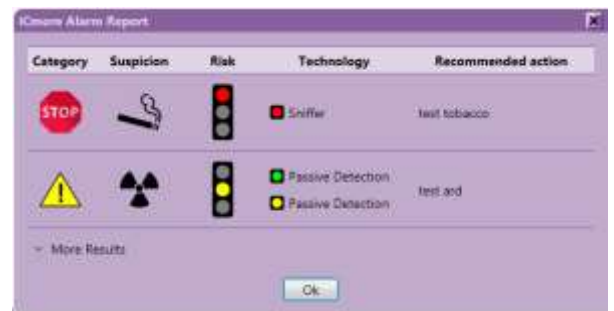 iCmore Alarm Report
Category Suspicion Risk Technology Recommended action
STOP Sniffer test tobacco
Passive Detection
Passive Detection
test ard
More Results
Ok